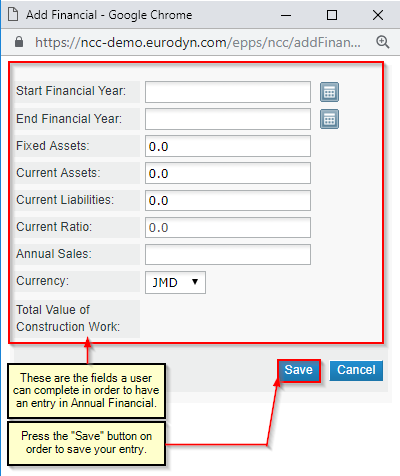 Add Financial - Google Chrome
https://ncc-demo.eurodyn.com/epps/ncc/addFinan...
Start Financial Year:
End Financial Year:
Fixed Assets: 0.0
Current Assets: 0.0
Current Liabilities: 0.0
Current Ratio: 0.0
Annual Sales:
Currency: JMD
Total Value of
Construction Work:
Save Cancel
These are the fields a user
can complete in order to have
an entry in Annual Financial.
Press the "Save" button on
order to save your entry.